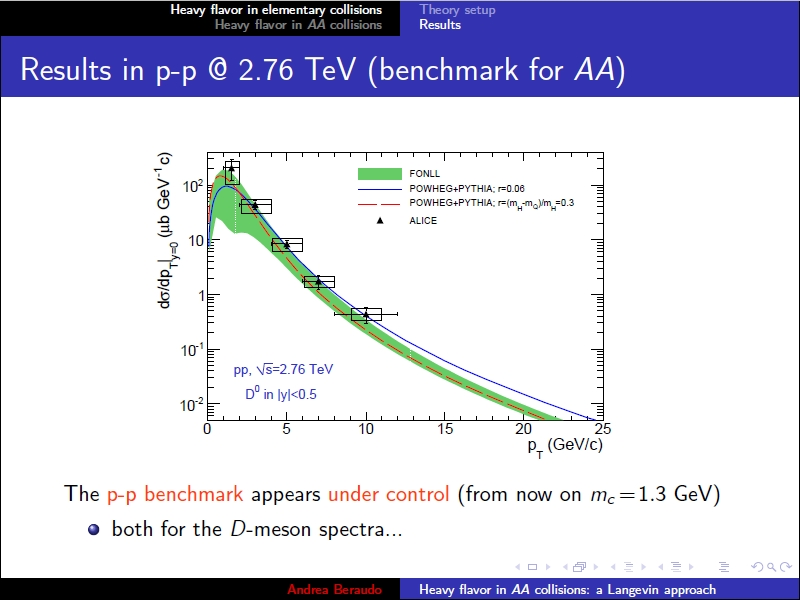 Heavy flavor in elementary collisions
Heavy flavor in AA collisions
Theory setup
Results
Results in p-p @ 2.76 TeV (benchmark for AA)
dσ/dp_T|_{y=0} (μb GeV⁻¹ c)
10²
10
1
10⁻¹
10⁻²
FONLL
POWHEG+PYTHIA; r=0.06
POWHEG+PYTHIA; r=(m_H-m_Q)/m_H=0.3
ALICE
pp, √s=2.76 TeV
D⁰ in |y|<0.5
0 5 10 15 20 25
p_T (GeV/c)
The p-p benchmark appears under control (from now on m_c = 1.3 GeV)
both for the D-meson spectra...
Andrea Beraudo
Heavy flavor in AA collisions: a Langevin approach